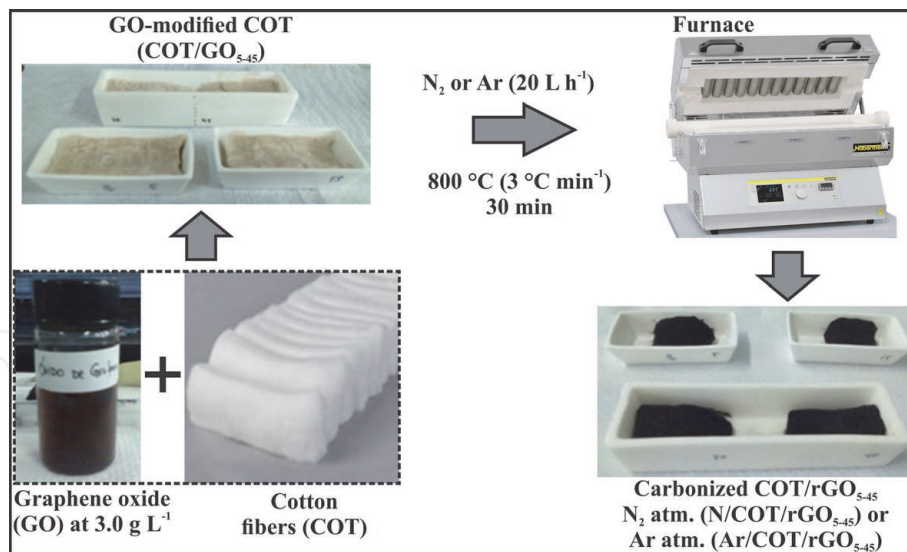 GO-modified COT
(COT/GO₅₋₄₅)
N₂ or Ar (20 L h⁻¹)
800 °C (3 °C min⁻¹)
30 min
Furnace
Nabertherm
Graphene oxide
(GO) at 3.0 g L⁻¹
Cotton
fibers (COT)
Carbonized COT/rGO₅₋₄₅
N₂ atm. (N/COT/rGO₅₋₄₅) or
Ar atm. (Ar/COT/rGO₅₋₄₅)